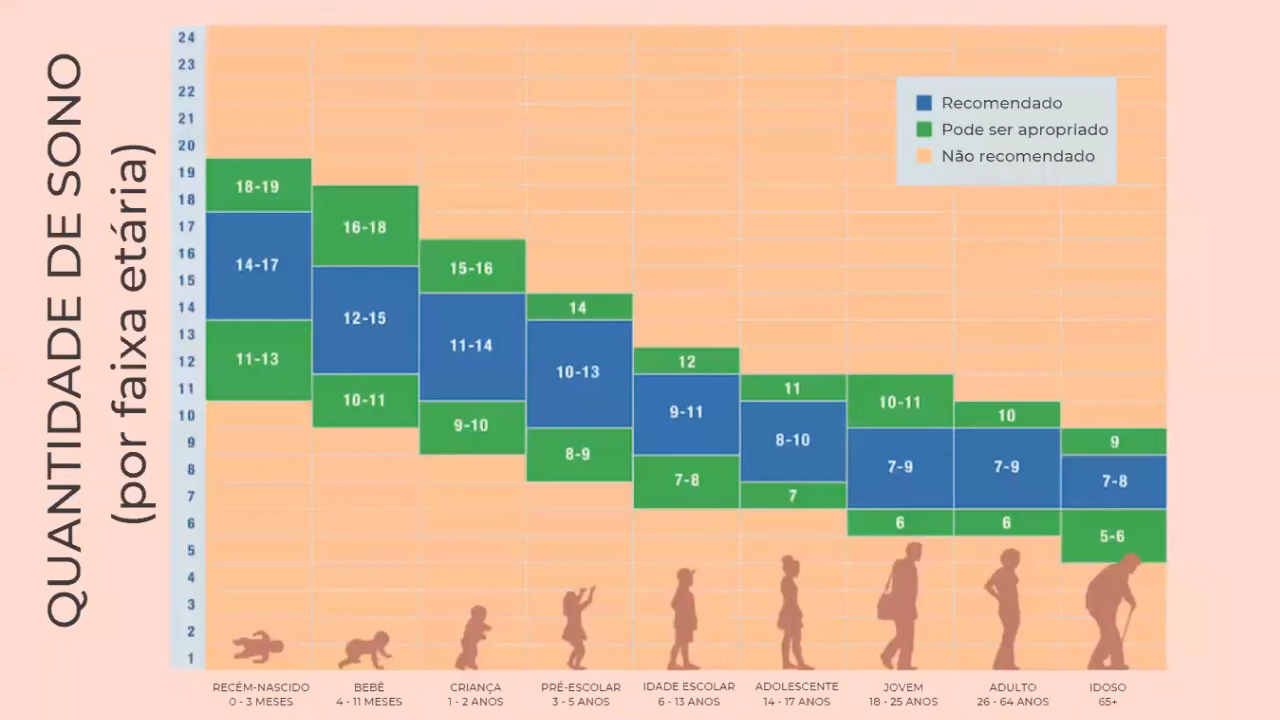 QUANTIDADE DE SONO
(por faixa etária)
24
23
22
21
20
19
18
17
16
15
14
13
12
11
10
9
8
7
6
5
4
3
2
1
Recomendado
Pode ser apropriado
Não recomendado
18-19
14-17
11-13
16-18
12-15
10-11
15-16
11-14
9-10
14
10-13
8-9
12
9-11
7-8
11
8-10
7
10-11
7-9
6
10
7-9
6
9
7-8
5-6
RECÉM-NASCIDO
0 - 3 MESES
BEBÊ
4 - 11 MESES
CRIANÇA
1 - 2 ANOS
PRÉ-ESCOLAR
3 - 5 ANOS
IDADE ESCOLAR
6 - 13 ANOS
ADOLESCENTE
14 - 17 ANOS
JOVEM
18 - 25 ANOS
ADULTO
26 - 64 ANOS
IDOSO
65+